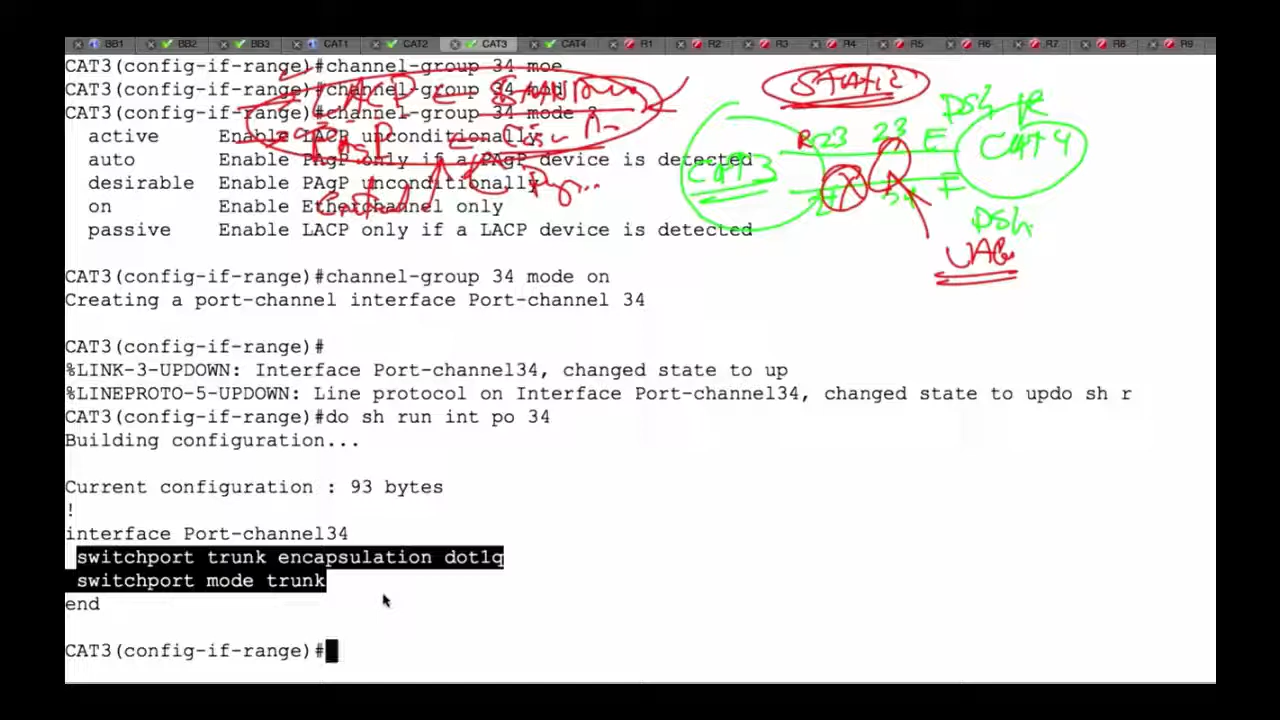 BB1 BB2 BB3 CAT1 CAT2 CAT3 CAT4 R1 R2 R3 R4 R5 R6 R7 R8 R9
CAT3(config-if-range)#channel-group 34 moe
CAT3(config-if-range)#channel-group 34 mod
CAT3(config-if-range)#channel-group 34 mode ?
active Enable LACP unconditionally
auto Enable PAgP only if a PAgP device is detected
desirable Enable PAgP unconditionally
on Enable Etherchannel only
passive Enable LACP only if a LACP device is detected
CAT3(config-if-range)#channel-group 34 mode on
Creating a port-channel interface Port-channel 34
CAT3(config-if-range)#
%LINK-3-UPDOWN: Interface Port-channel34, changed state to up
%LINEPROTO-5-UPDOWN: Line protocol on Interface Port-channel34, changed state to updo sh r
CAT3(config-if-range)#do sh run int po 34
Building configuration...
Current configuration : 93 bytes
!
interface Port-channel34
switchport trunk encapsulation dot1q
switchport mode trunk
end
CAT3(config-if-range)#
LACP
PAgP
Static
CAT3
R 23 23 E
CAT4